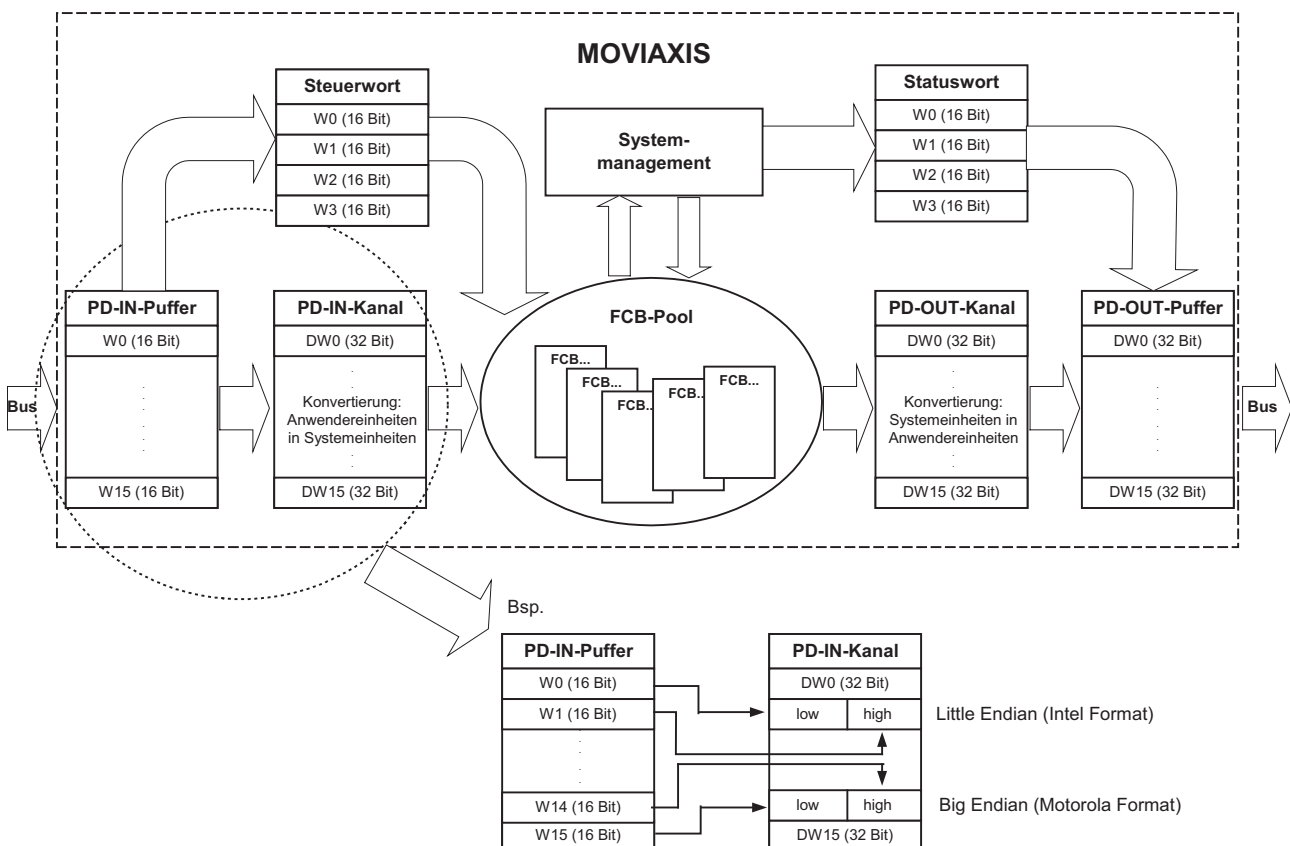 MOVIAXIS
Steuerwort
W0 (16 Bit)
W1 (16 Bit)
W2 (16 Bit)
W3 (16 Bit)
System-
management
Statuswort
W0 (16 Bit)
W1 (16 Bit)
W2 (16 Bit)
W3 (16 Bit)
Bus
PD-IN-Puffer
W0 (16 Bit)
W15 (16 Bit)
PD-IN-Kanal
DW0 (32 Bit)
Konvertierung:
Anwendereinheiten
in Systemeinheiten
DW15 (32 Bit)
FCB-Pool
FCB...
FCB...
FCB..
FCB...
FCB...
PD-OUT-Kanal
DW0 (32 Bit)
Konvertierung:
Systemeinheiten in
Anwendereinheiten
DW15 (32 Bit)
PD-OUT-Puffer
DW0 (32 Bit)
DW15 (32 Bit)
Bus
Bsp.
PD-IN-Puffer
W0 (16 Bit)
W1 (16 Bit)
W14 (16 Bit)
W15 (16 Bit)
PD-IN-Kanal
DW0 (32 Bit)
low high
low high
DW15 (32 Bit)
Little Endian (Intel Format)
Big Endian (Motorola Format)